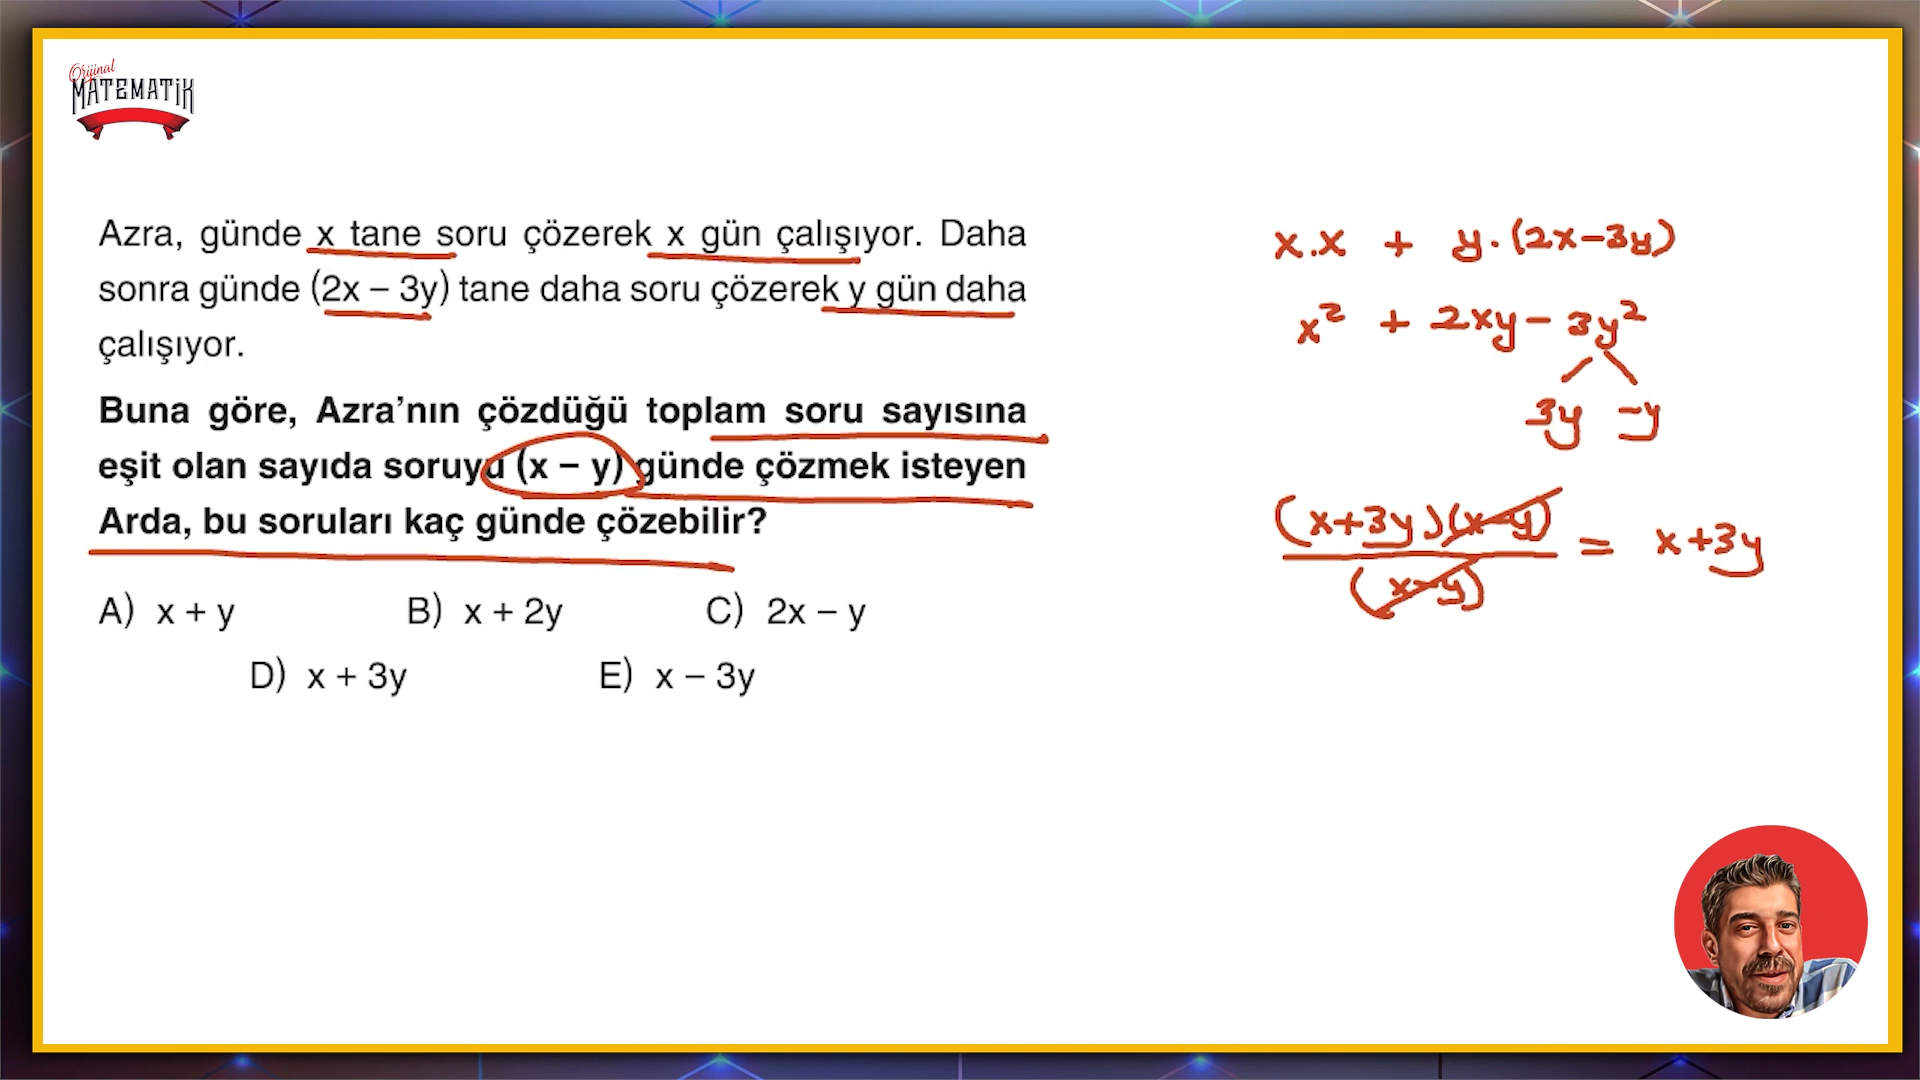 Orijinal
MATEMATİK
Azra, günde x tane soru çözerek x gün çalışıyor. Daha
sonra günde (2x – 3y) tane daha soru çözerek y gün daha
çalışıyor.
Buna göre, Azra’nın çözdüğü toplam soru sayısına
eşit olan sayıda soruyu (x – y) günde çözmek isteyen
Arda, bu soruları kaç günde çözebilir?
A) x + y B) x + 2y C) 2x – y
D) x + 3y E) x – 3y
x.x + y.(2x-3y)
x² + 2xy - 3y²
3y -y
(x+3y)(x-y)
(x-y)
= x+3y